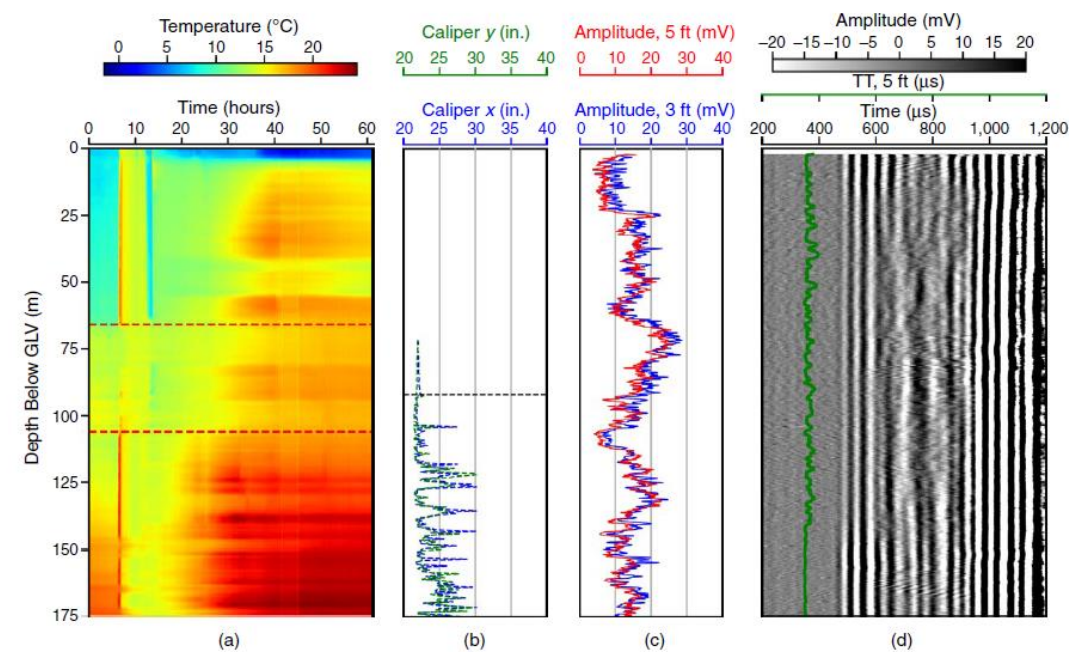 Temperature (°C)
0 5 10 15 20
Time (hours)
0 10 20 30 40 50 60
Depth Below GLV (m)
0
25
50
75
100
125
150
175
(a)
Caliper y (in.)
20 25 30 35 40
Caliper x (in.)
20 25 30 35 40
(b)
Amplitude, 5 ft (mV)
0 10 20 30 40
Amplitude, 3 ft (mV)
0 10 20 30 40
(c)
Amplitude (mV)
−20 −15 −10 −5 0 5 10 15 20
TT, 5 ft (μs)
Time (μs)
200 400 600 800 1,000 1,200
(d)